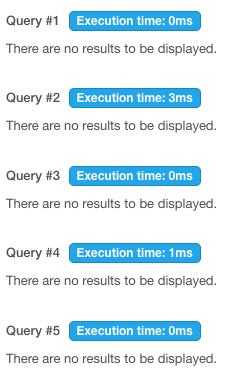 Query #1 Execution time: 0ms
There are no results to be displayed.
Query #2 Execution time: 3ms
There are no results to be displayed.
Query #3 Execution time: 0ms
There are no results to be displayed.
Query #4 Execution time: 1ms
There are no results to be displayed.
Query #5 Execution time: 0ms
There are no results to be displayed.